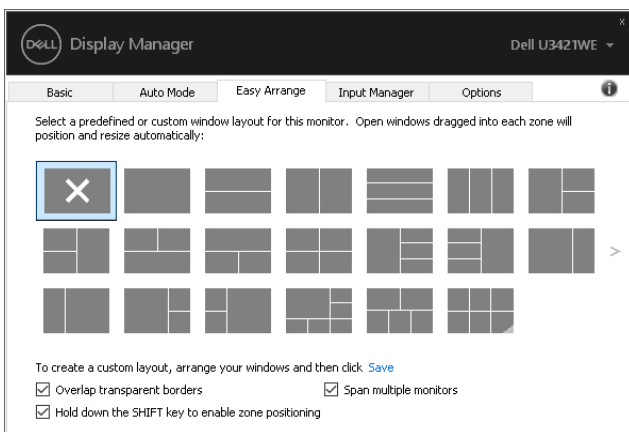 x
DELL Display Manager Dell U3421WE
Basic Auto Mode Easy Arrange Input Manager Options i
Select a predefined or custom window layout for this monitor. Open windows dragged into each zone will
position and resize automatically:
>
To create a custom layout, arrange your windows and then click Save
Overlap transparent borders Span multiple monitors
Hold down the SHIFT key to enable zone positioning